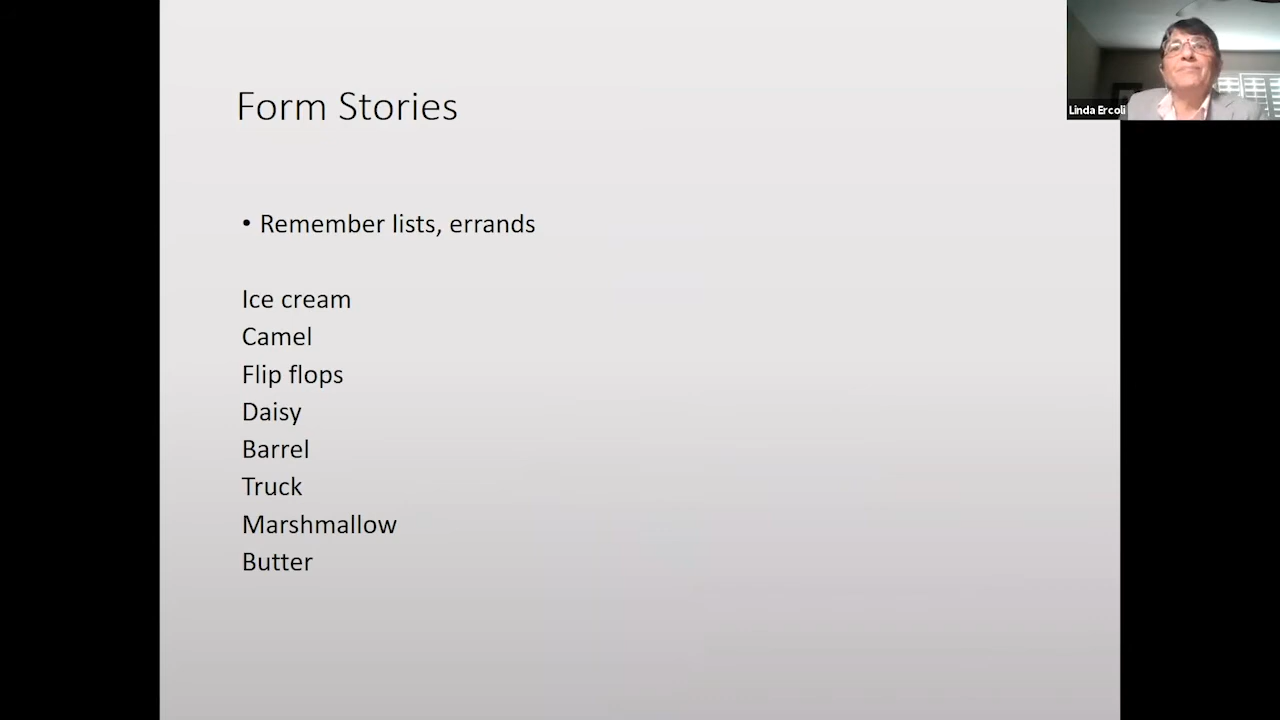 Form Stories
• Remember lists, errands
Ice cream
Camel
Flip flops
Daisy
Barrel
Truck
Marshmallow
Butter
Linda Ercoli